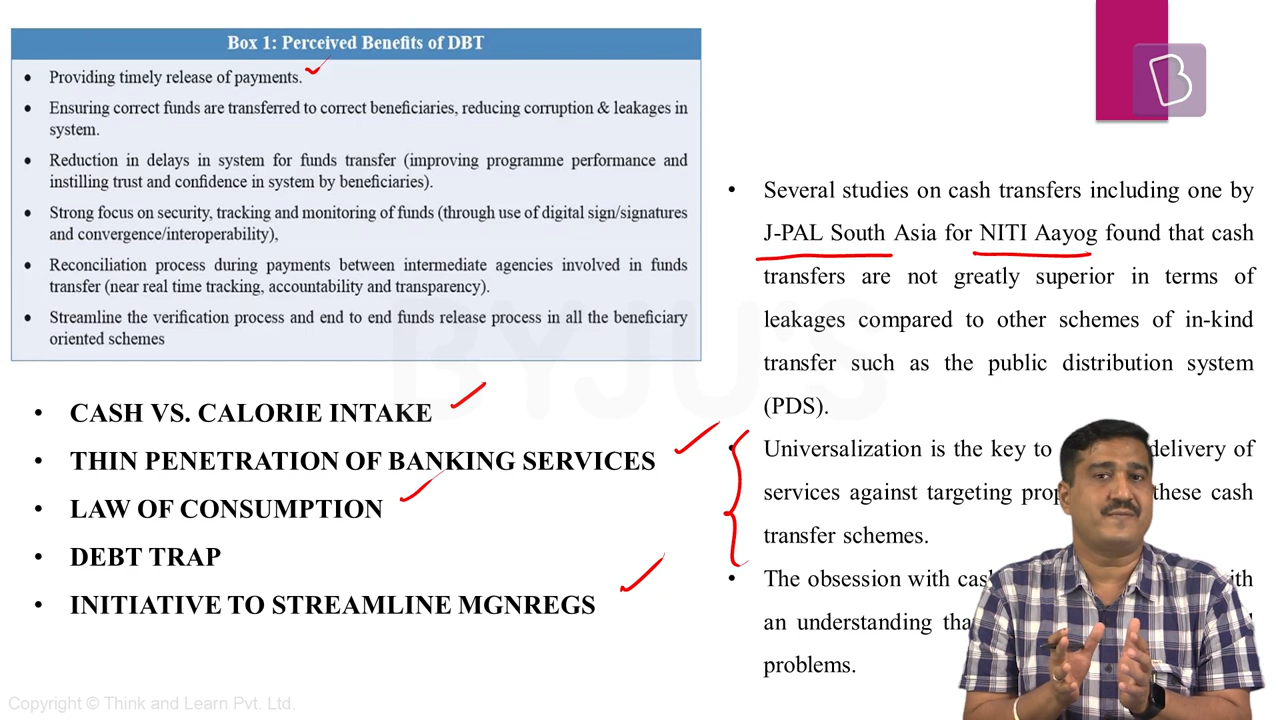 Box 1: Perceived Benefits of DBT
• Providing timely release of payments.
• Ensuring correct funds are transferred to correct beneficiaries, reducing corruption & leakages in
system.
• Reduction in delays in system for funds transfer (improving programme performance and
instilling trust and confidence in system by beneficiaries).
• Strong focus on security, tracking and monitoring of funds (through use of digital sign/signatures
and convergence/interoperability),
• Reconciliation process during payments between intermediate agencies involved in funds
transfer (near real time tracking, accountability and transparency).
• Streamline the verification process and end to end funds release process in all the beneficiary
oriented schemes
• CASH VS. CALORIE INTAKE
• THIN PENETRATION OF BANKING SERVICES
• LAW OF CONSUMPTION
• DEBT TRAP
• INITIATIVE TO STREAMLINE MGNREGS
B
• Several studies on cash transfers including one by
J-PAL South Asia for NITI Aayog found that cash
transfers are not greatly superior in terms of
leakages compared to other schemes of in-kind
transfer such as the public distribution system
(PDS).
• Universalization is the key to delivery of
services against targeting these cash
transfer schemes.
• The obsession with
an understanding
problems.
BYJU'S
Copyright © Think and Learn Pvt. Ltd.